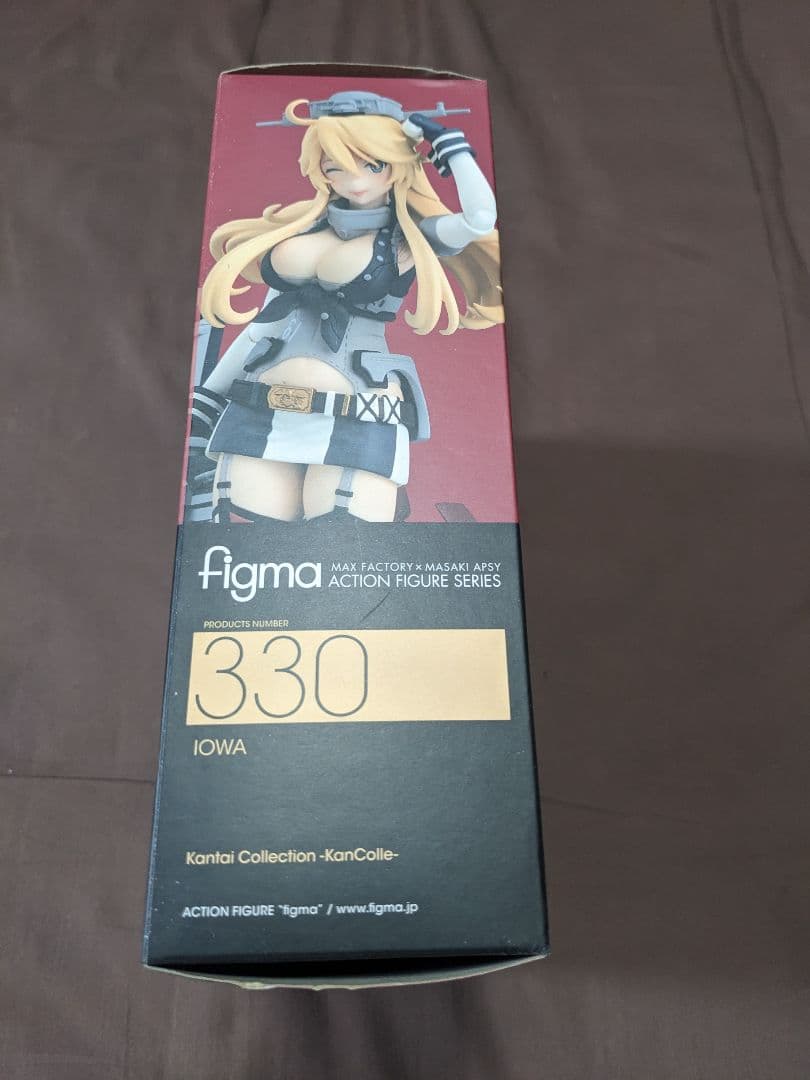 figma
MAX FACTORY × MASAKI APSY
ACTION FIGURE SERIES
PRODUCTS NUMBER
330
IOWA
Kantai Collection -KanColle-
ACTION FIGURE "figma" / www.figma.jp